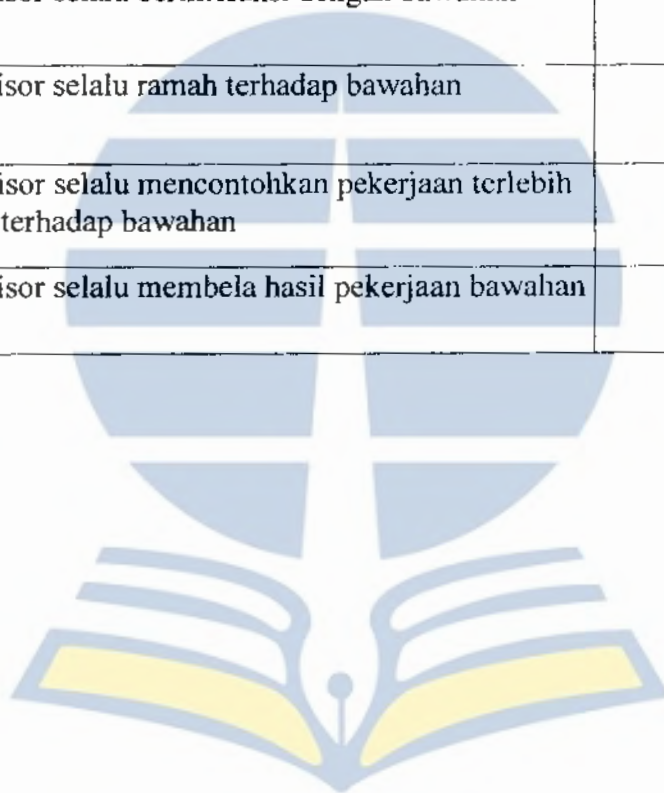 isor selalu ramah terhadap bawahan
isor selalu mencontohkan pekerjaan terlebih
terhadap bawahan
isor selalu membela hasil pekerjaan bawahan